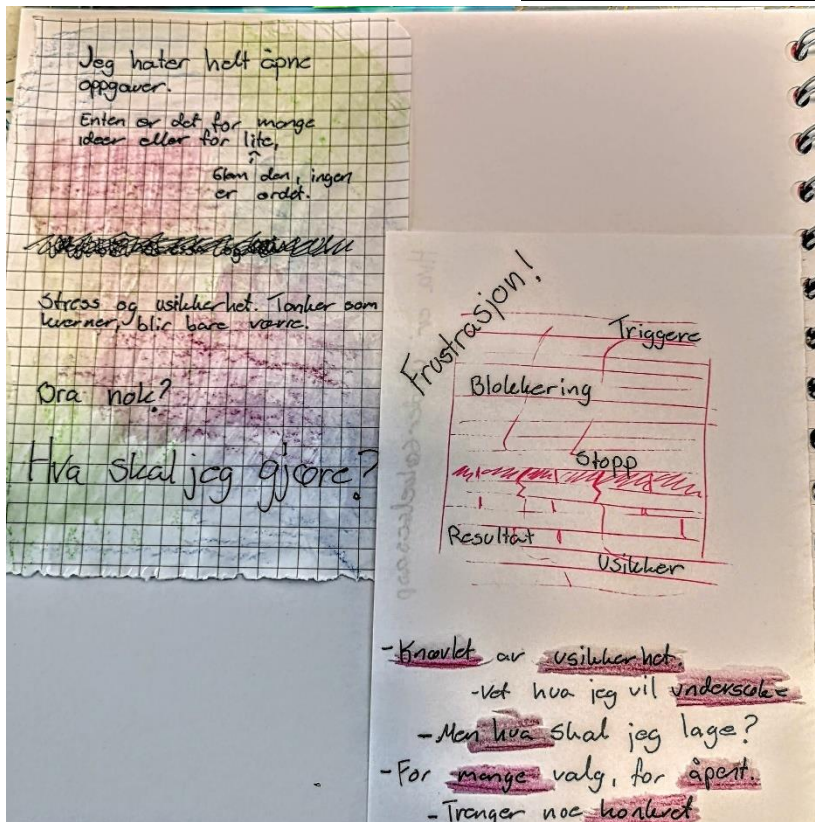 Jeg hater helt åpne
oppgaver.
Enten er det for mange
ideer eller for lite,
Glem den, ingen
er ordet.
Stress og usikkerhet. Tanker som
kverner, blir bare værre.
Bra nok?
Hva skal jeg gjøre?
Frustrasjon!
Triggere
Blokkering
Stopp
Resultat
Usikker
- Knøvlet av usikkerhet.
- Vet hva jeg vil undersøke
- Men hva skal jeg lage?
- For mange valg, for åpent.
- Trenger noe konkret